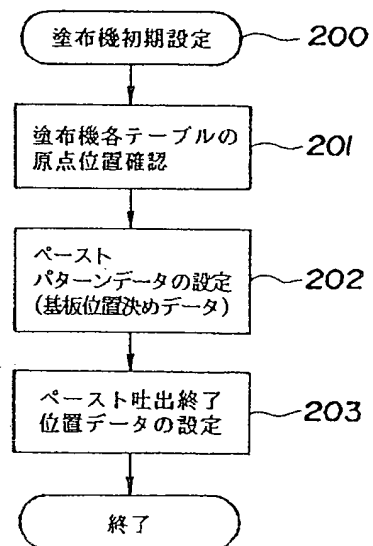 塗布機初期設定
200
塗布機各テーブルの
原点位置確認
201
ペースト
パターンデータの設定
(基板位置決めデータ)
202
ペースト吐出終了
位置データの設定
203
終了